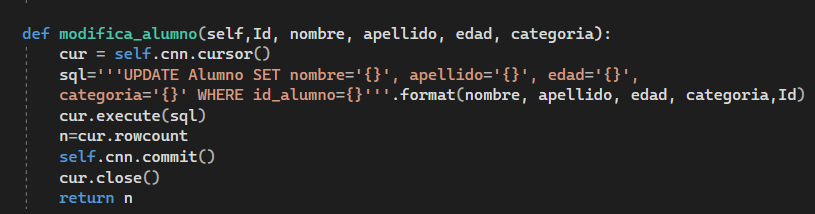 def modifica_alumno(self,Id, nombre, apellido, edad, categoria):
cur = self.cnn.cursor()
sql='''UPDATE Alumno SET nombre='{}', apellido='{}', edad='{}',
categoria='{}' WHERE id_alumno={}'''.format(nombre, apellido, edad, categoria,Id)
cur.execute(sql)
n=cur.rowcount
self.cnn.commit()
cur.close()
return n